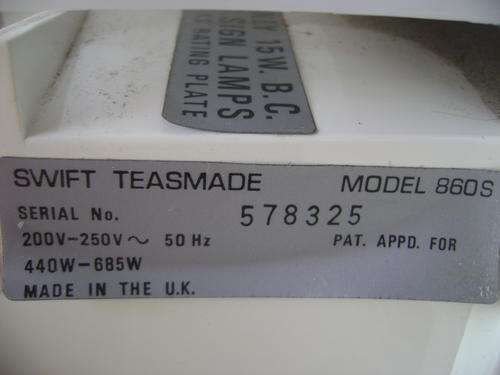 LY 15W. B.C.
SIGN LAMPS
RATING PLATE
SWIFT TEASMADE MODEL 860S
SERIAL No. 578325
200V-250V~ 50 Hz PAT. APPD. FOR
440W-685W
MADE IN THE U.K.